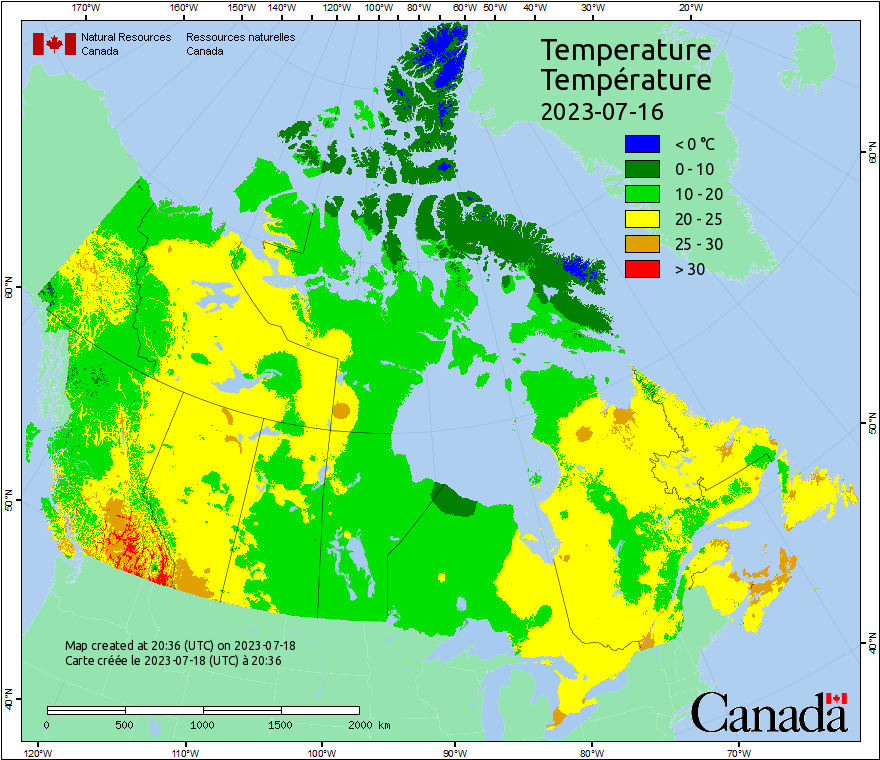 170°W 160°W 150°W 140°W 130°W 120°W 110°W 100°W 90°W 80°W 70°W 60°W 50°W 40°W 30°W 20°W
Natural Resources Ressources naturelles
Canada Canada
Temperature
Température
2023-07-16
< 0 °C
0 - 10
10 - 20
20 - 25
25 - 30
> 30
60°N
50°N
40°N
60°N
50°N
40°N
Map created at 20:36 (UTC) on 2023-07-18
Carte créée le 2023-07-18 (UTC) à 20:36
0 500 1000 1500 2000 km
Canada
120°W 110°W 100°W 90°W 80°W 70°W